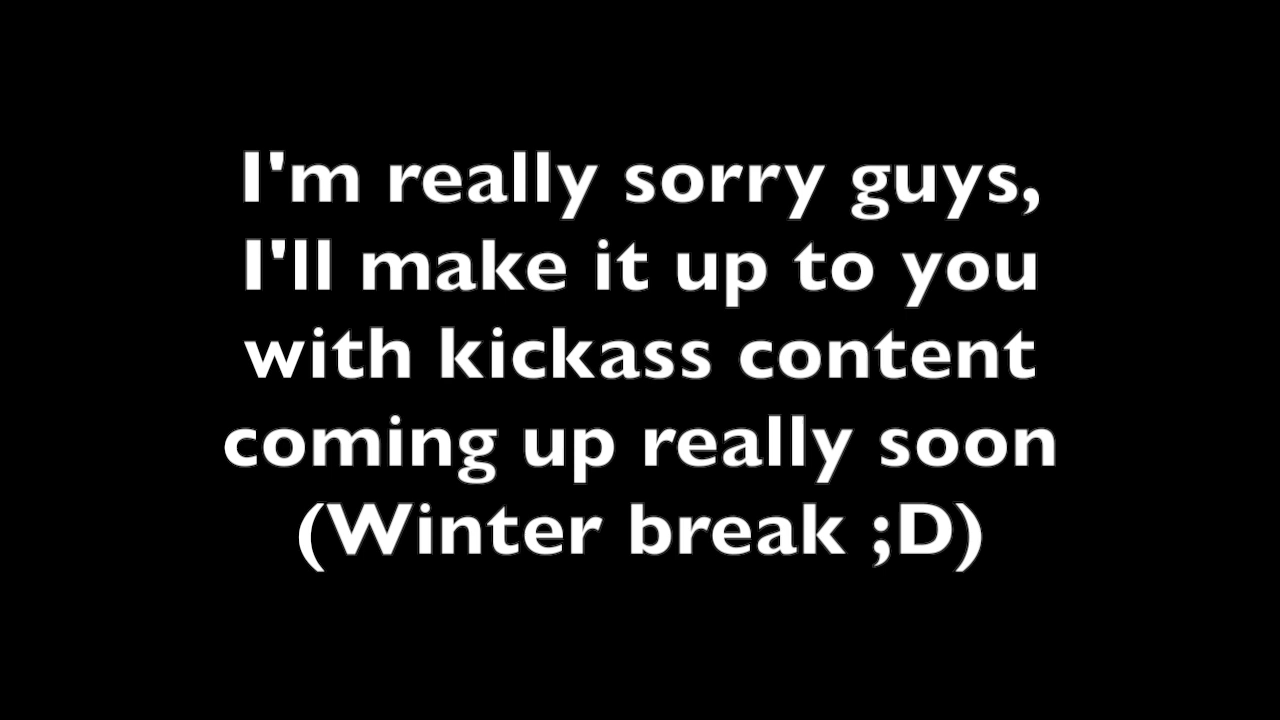 I'm really sorry guys,
I'll make it up to you
with kickass content
coming up really soon
(Winter break ;D)